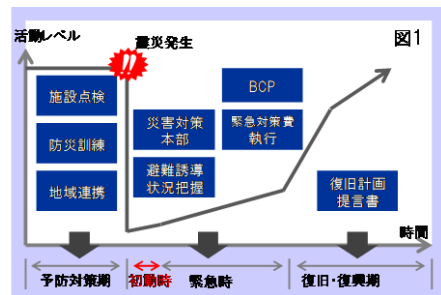 活動レベル
震災発生
図1
!!
施設点検
防災訓練
地域連携
災害対策
本部
避難誘導
状況把握
BCP
緊急対策費
執行
復旧計画
提言書
時間
予防対策期
初動時
緊急時
復旧・復興期